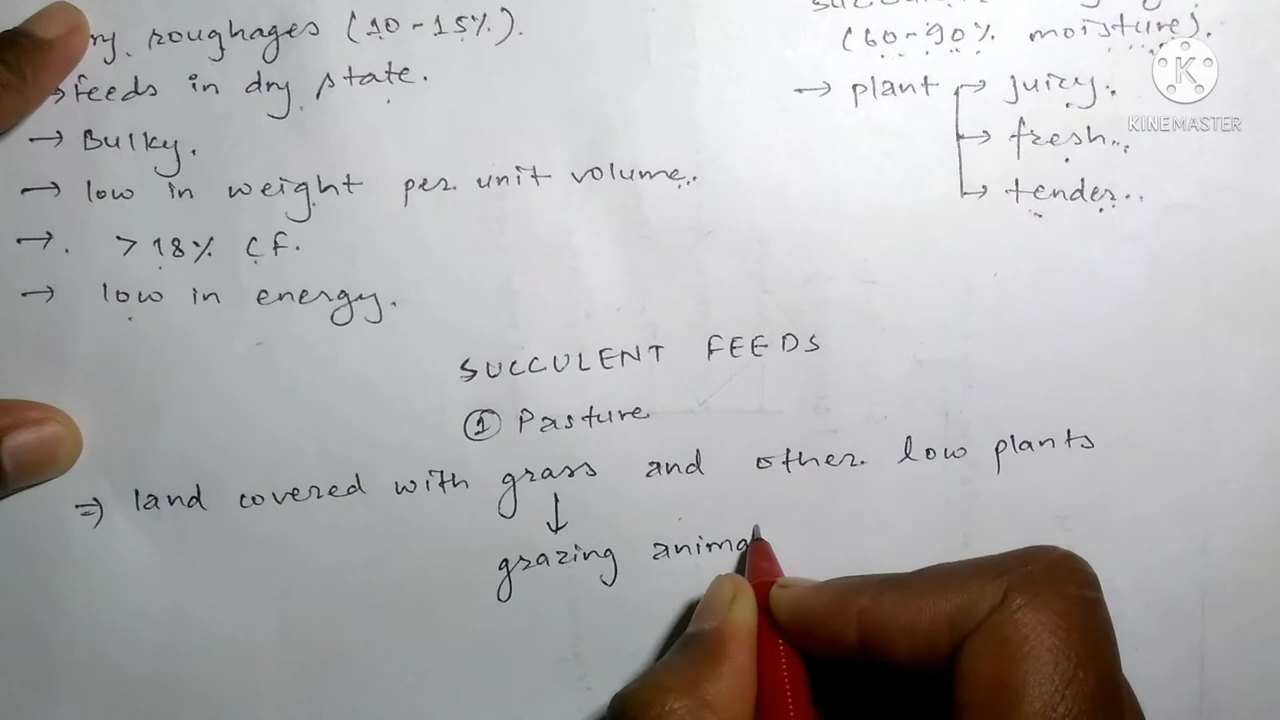 ry roughages (10-15%).
→ feeds in dry state.
→ Bulky.
→ low in weight per unit volume..
→. > 18% CF.
→ low in energy.
(60-90% moisture).
→ plant → juicy.
→ fresh..
→ tender..
KINEMASTER
SUCCULENT FEEDS
① Pasture
⇒ land covered with grass and other low plants
↓
grazing anima